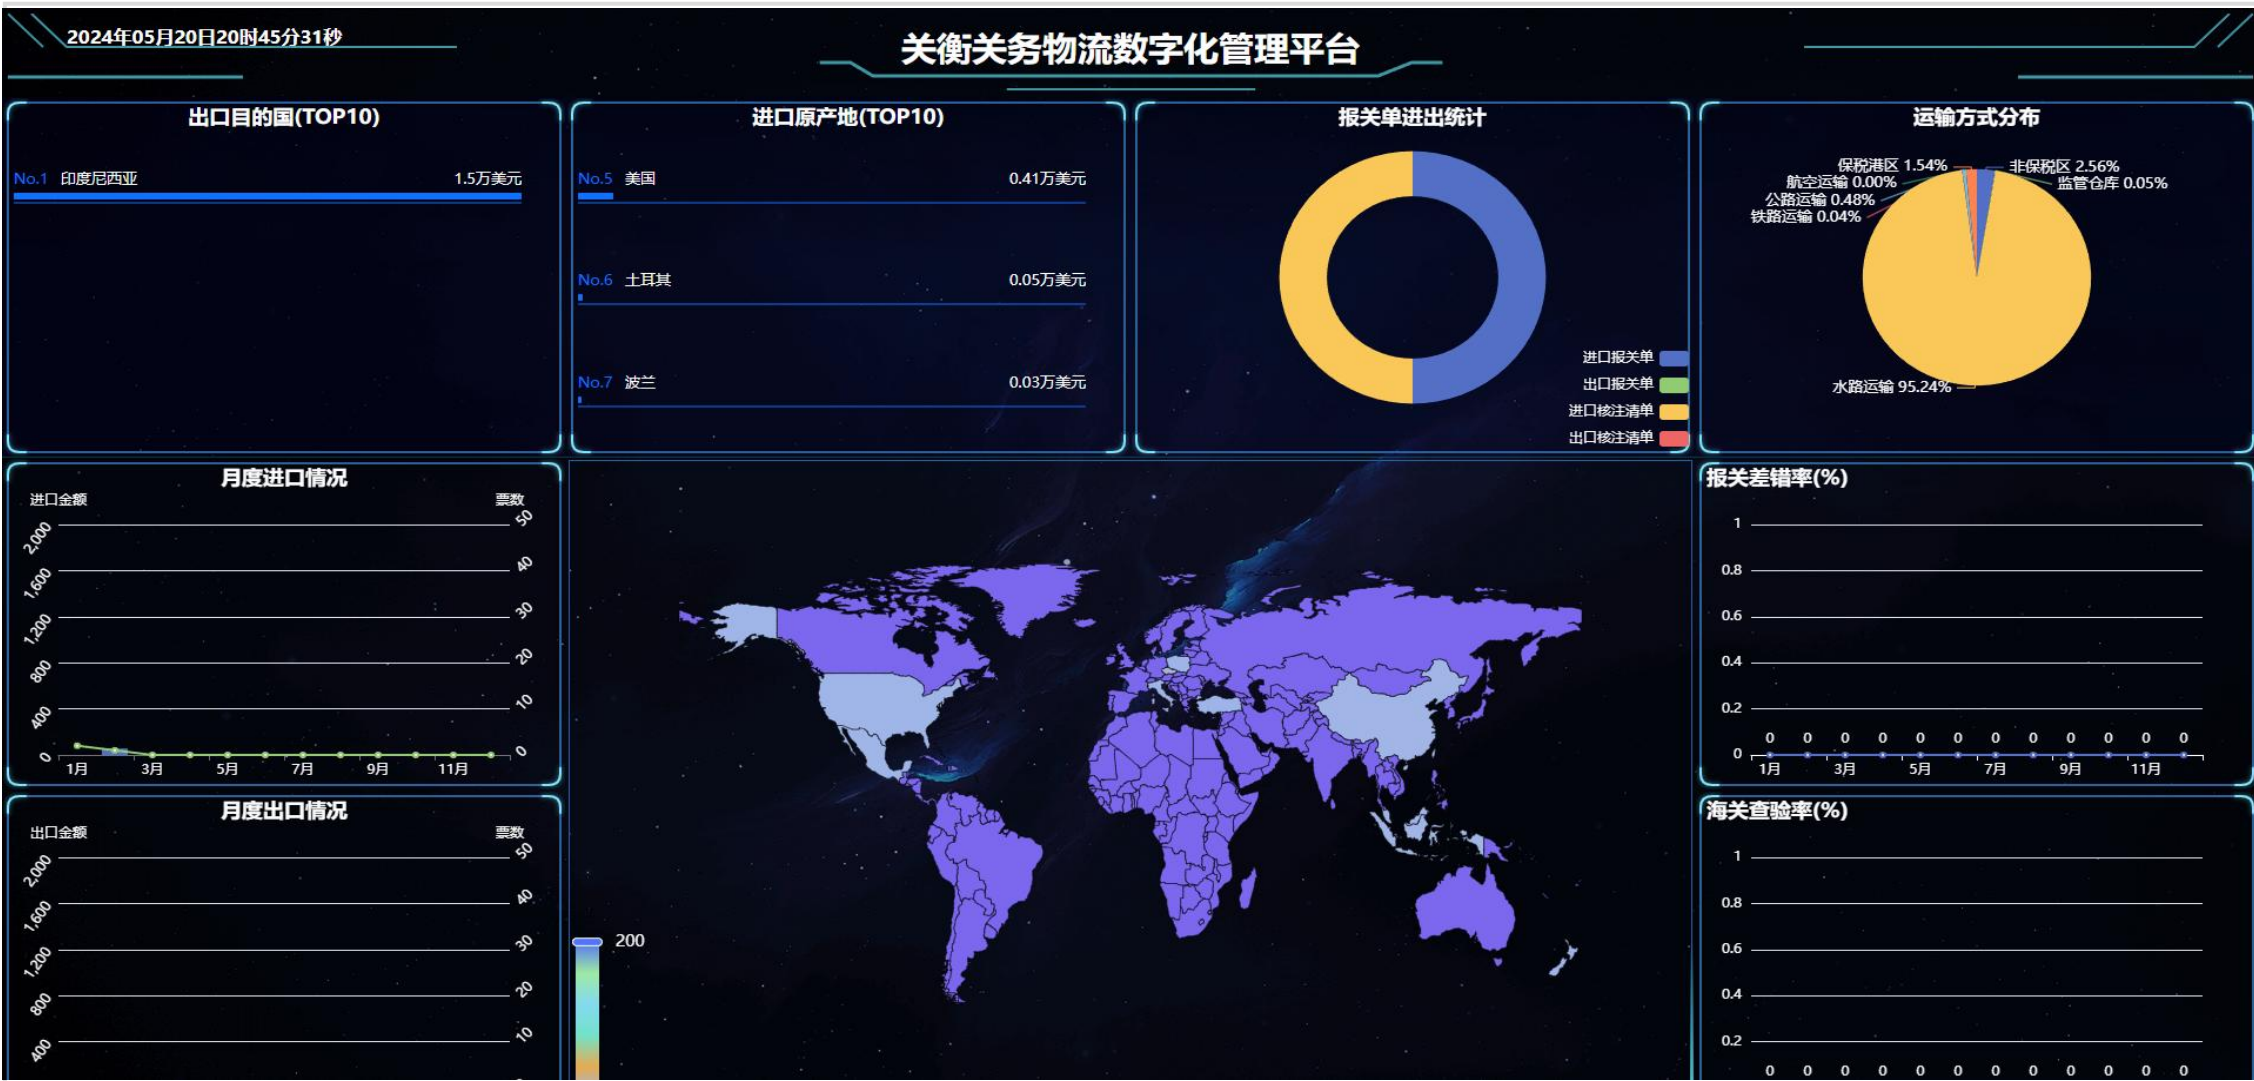 2024年05月20日20时45分31秒
关衡关务物流数字化管理平台
出口目的国(TOP10)
No.1 印度尼西亚 1.5万美元
进口原产地(TOP10)
No.5 美国 0.41万美元
No.6 土耳其 0.05万美元
No.7 波兰 0.03万美元
报关单进出统计
进口报关单
出口报关单
进口核注清单
出口核注清单
运输方式分布
保税港区 1.54%
非保税区 2.56%
航空运输 0.00%
监管仓库 0.05%
公路运输 0.48%
铁路运输 0.04%
水路运输 95.24%
月度进口情况
进口金额 票数
2,000 50
1,600 40
1,200 30
800 20
400 10
0 0
1月 3月 5月 7月 9月 11月
月度出口情况
出口金额 票数
2,000 50
1,600 40
1,200 30
800 20
400 10
200
报关差错率(%)
1
0.8
0.6
0.4
0.2
0 0 0 0 0 0 0 0 0 0 0 0
0
1月 3月 5月 7月 9月 11月
海关查验率(%)
1
0.8
0.6
0.4
0.2
0 0 0 0 0 0 0 0 0 0 0 0